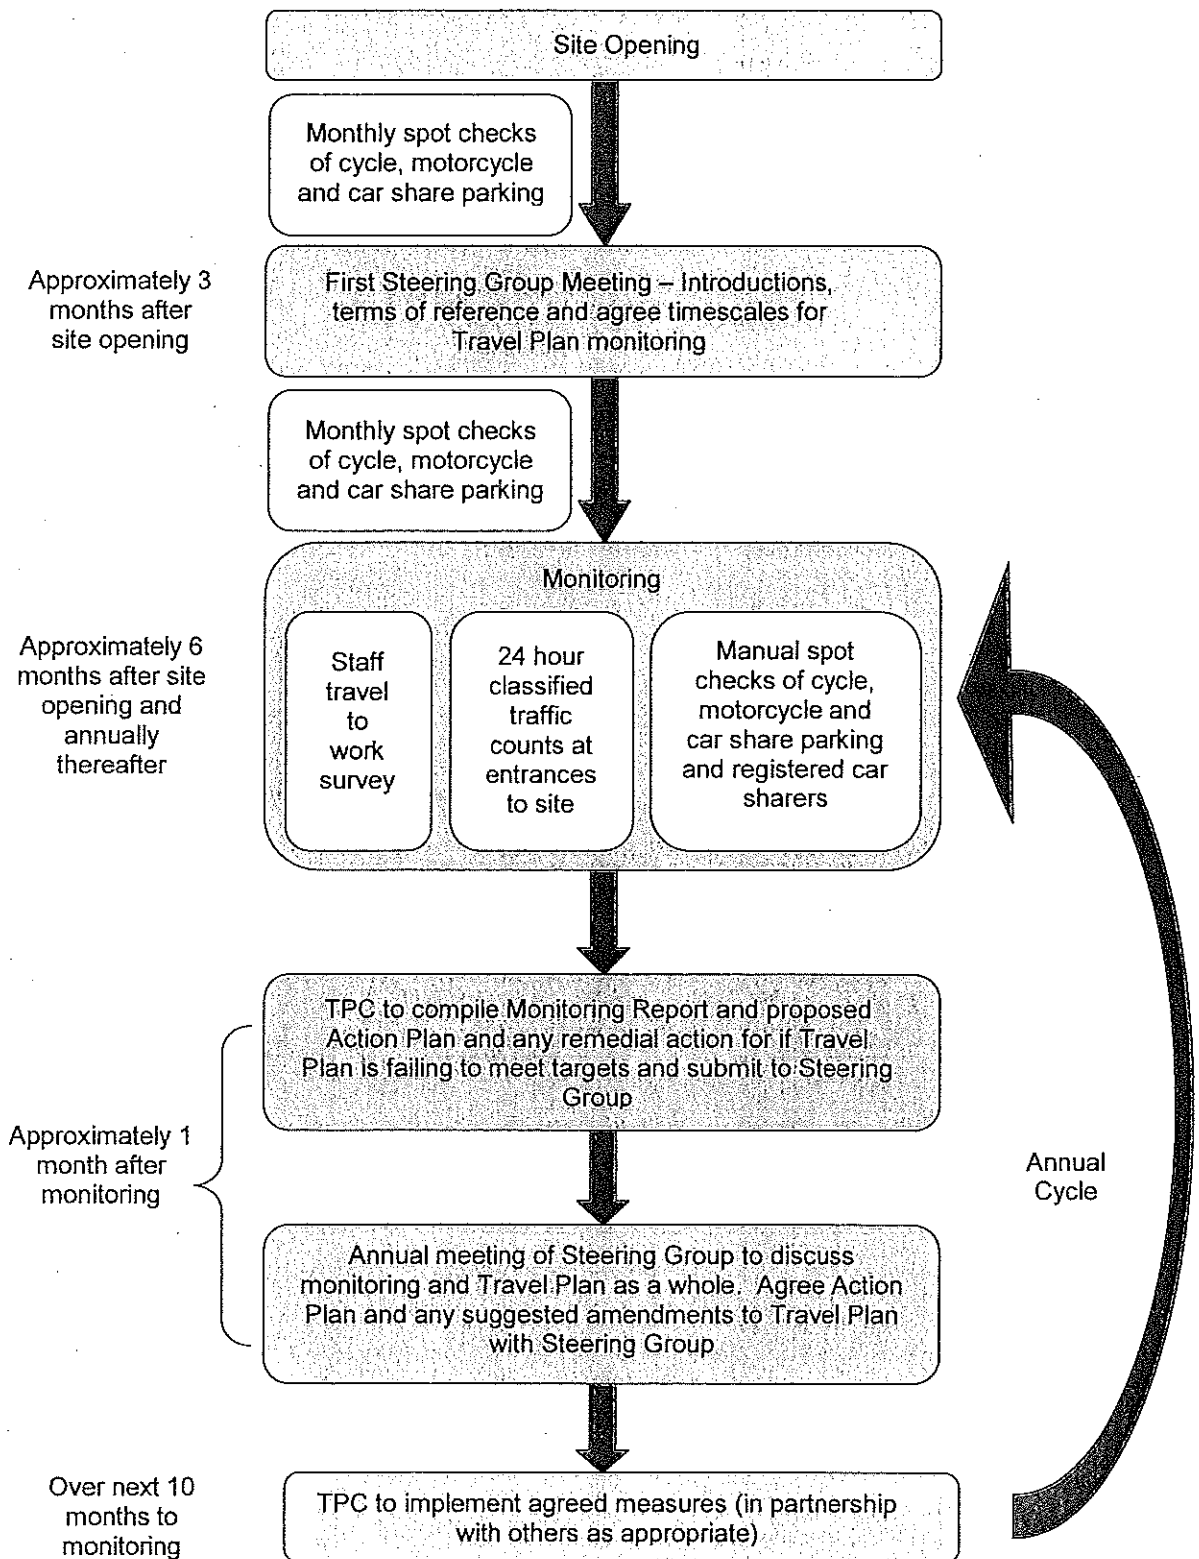 Site Opening
Monthly spot checks
of cycle, motorcycle
and car share parking
Approximately 3
months after
site opening
First Steering Group Meeting – Introductions,
terms of reference and agree timescales for
Travel Plan monitoring
Monthly spot checks
of cycle, motorcycle
and car share parking
Monitoring
Approximately 6
months after site
opening and
annually
thereafter
Staff
travel
to
work
survey
24 hour
classified
traffic
counts at
entrances
to site
Manual spot
checks of cycle,
motorcycle and
car share parking
and registered car
sharers
TPC to compile Monitoring Report and proposed
Action Plan and any remedial action for if Travel
Plan is failing to meet targets and submit to Steering
Group
Approximately 1
month after
monitoring
Annual
Cycle
Annual meeting of Steering Group to discuss
monitoring and Travel Plan as a whole. Agree Action
Plan and any suggested amendments to Travel Plan
with Steering Group
Over next 10
months to
monitoring
TPC to implement agreed measures (in partnership
with others as appropriate)